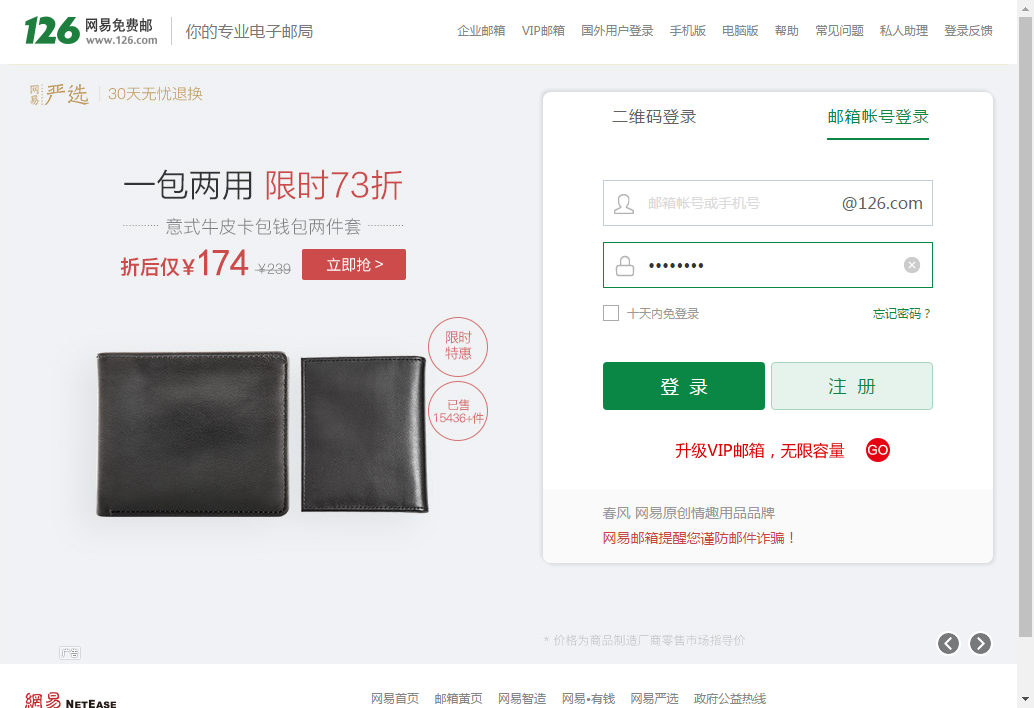 126 网易免费邮 www.126.com 你的专业电子邮局
企业邮箱 VIP邮箱 国外用户登录 手机版 电脑版 帮助 常见问题 私人助理 登录反馈
网易严选 30天无忧退换
一包两用 限时73折
意式牛皮卡包钱包两件套
折后仅¥174 ¥239 立即抢 >
限时
特惠
已售
15436+件
二维码登录 邮箱帐号登录
邮箱帐号或手机号 @126.com
••••••••
十天内免登录 忘记密码?
登 录 注 册
升级VIP邮箱，无限容量 GO
春风 网易原创情趣用品品牌
网易邮箱提醒您谨防邮件诈骗！
* 价格为商品制造厂商零售市场指导价
广告
網易 NETEASE
网易首页 邮箱黄页 网易智造 网易•有钱 网易严选 政府公益热线